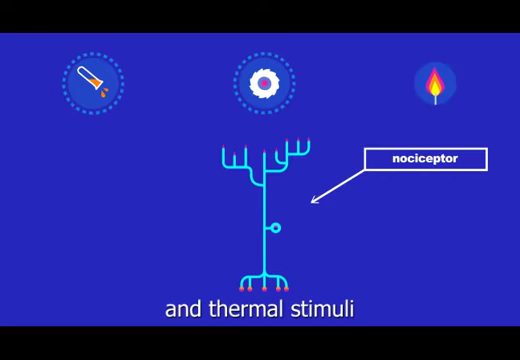 nociceptor
and thermal stimuli